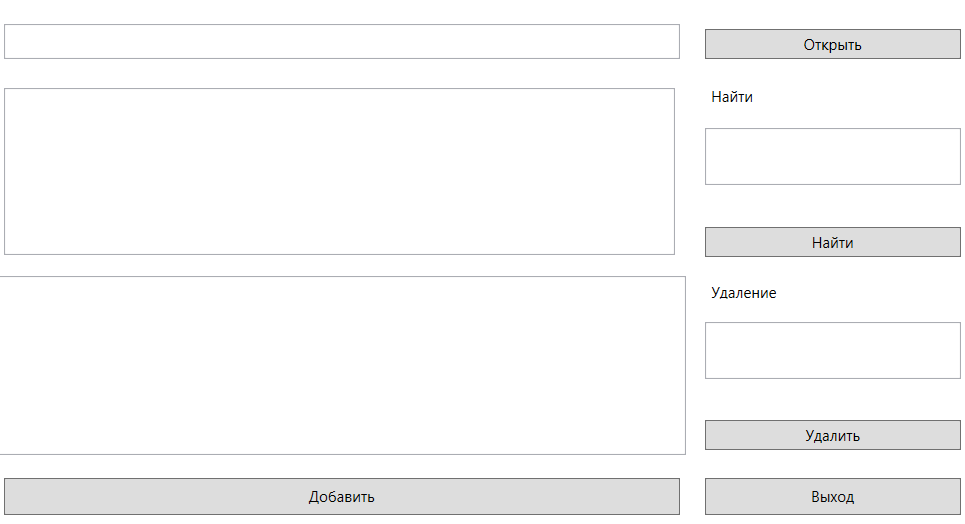 Открыть
Найти
Найти
Удаление
Удалить
Добавить
Выход